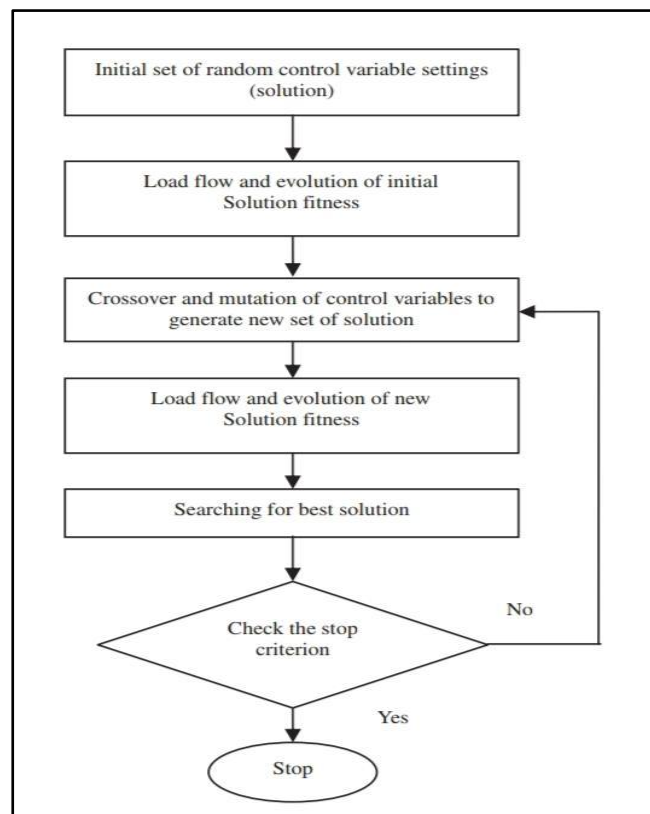 Initial set of random control variable settings
(solution)
Load flow and evolution of initial
Solution fitness
Crossover and mutation of control variables to
generate new set of solution
Load flow and evolution of new
Solution fitness
Searching for best solution
Check the stop
criterion
No
Yes
Stop